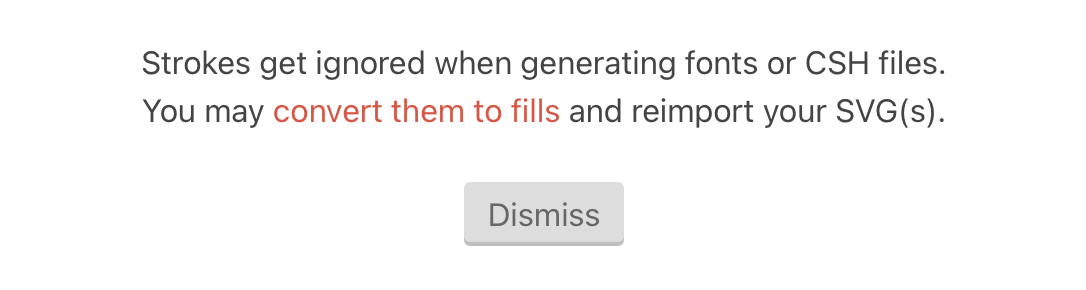 Strokes get ignored when generating fonts or CSH files.
You may convert them to fills and reimport your SVG(s).
Dismiss